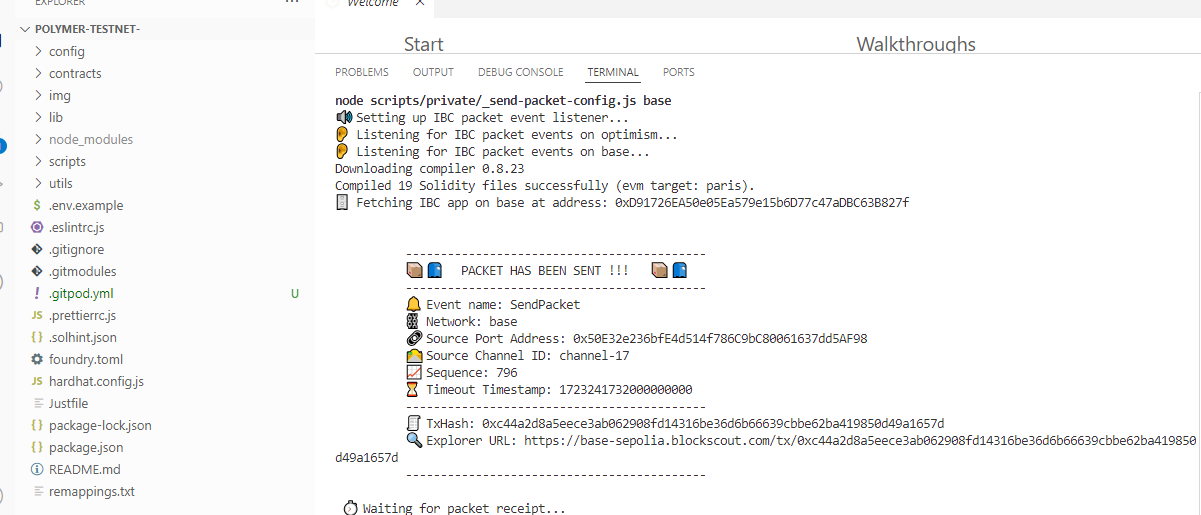 EXPLORER
POLYMER-TESTNET-
config
contracts
img
lib
node_modules
scripts
utils
.env.example
.eslintrc.js
.gitignore
.gitmodules
.gitpod.yml U
.prettierrc.js
.solhint.json
foundry.toml
hardhat.config.js
Justfile
package-lock.json
package.json
README.md
remappings.txt
Welcome
Start Walkthroughs
PROBLEMS OUTPUT DEBUG CONSOLE TERMINAL PORTS
node scripts/private/_send-packet-config.js base
Setting up IBC packet event listener...
Listening for IBC packet events on optimism...
Listening for IBC packet events on base...
Downloading compiler 0.8.23
Compiled 19 Solidity files successfully (evm target: paris).
Fetching IBC app on base at address: 0xD91726EA50e05Ea579e15b6D77c47aDBC63B827f
-------------------------------------------
PACKET HAS BEEN SENT !!!
-------------------------------------------
Event name: SendPacket
Network: base
Source Port Address: 0x50E32e236bfE4d514f786C9bC80061637dd5AF98
Source Channel ID: channel-17
Sequence: 796
Timeout Timestamp: 1723241732000000000
-------------------------------------------
TxHash: 0xc44a2d8a5eece3ab062908fd14316be36d6b66639cbbe62ba419850d49a1657d
Explorer URL: https://base-sepolia.blockscout.com/tx/0xc44a2d8a5eece3ab062908fd14316be36d6b66639cbbe62ba419850
d49a1657d
-------------------------------------------
Waiting for packet receipt...